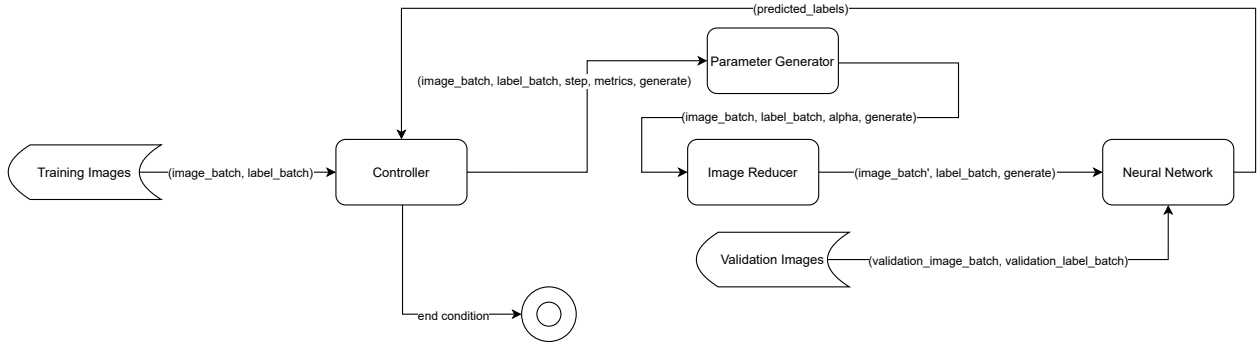 (predicted_labels)
Parameter Generator
(image_batch, label_batch, step, metrics, generate)
(image_batch, label_batch, alpha, generate)
Training Images
(image_batch, label_batch)
Controller
Image Reducer
(image_batch', label_batch, generate)
Neural Network
Validation Images
(validation_image_batch, validation_label_batch)
end condition